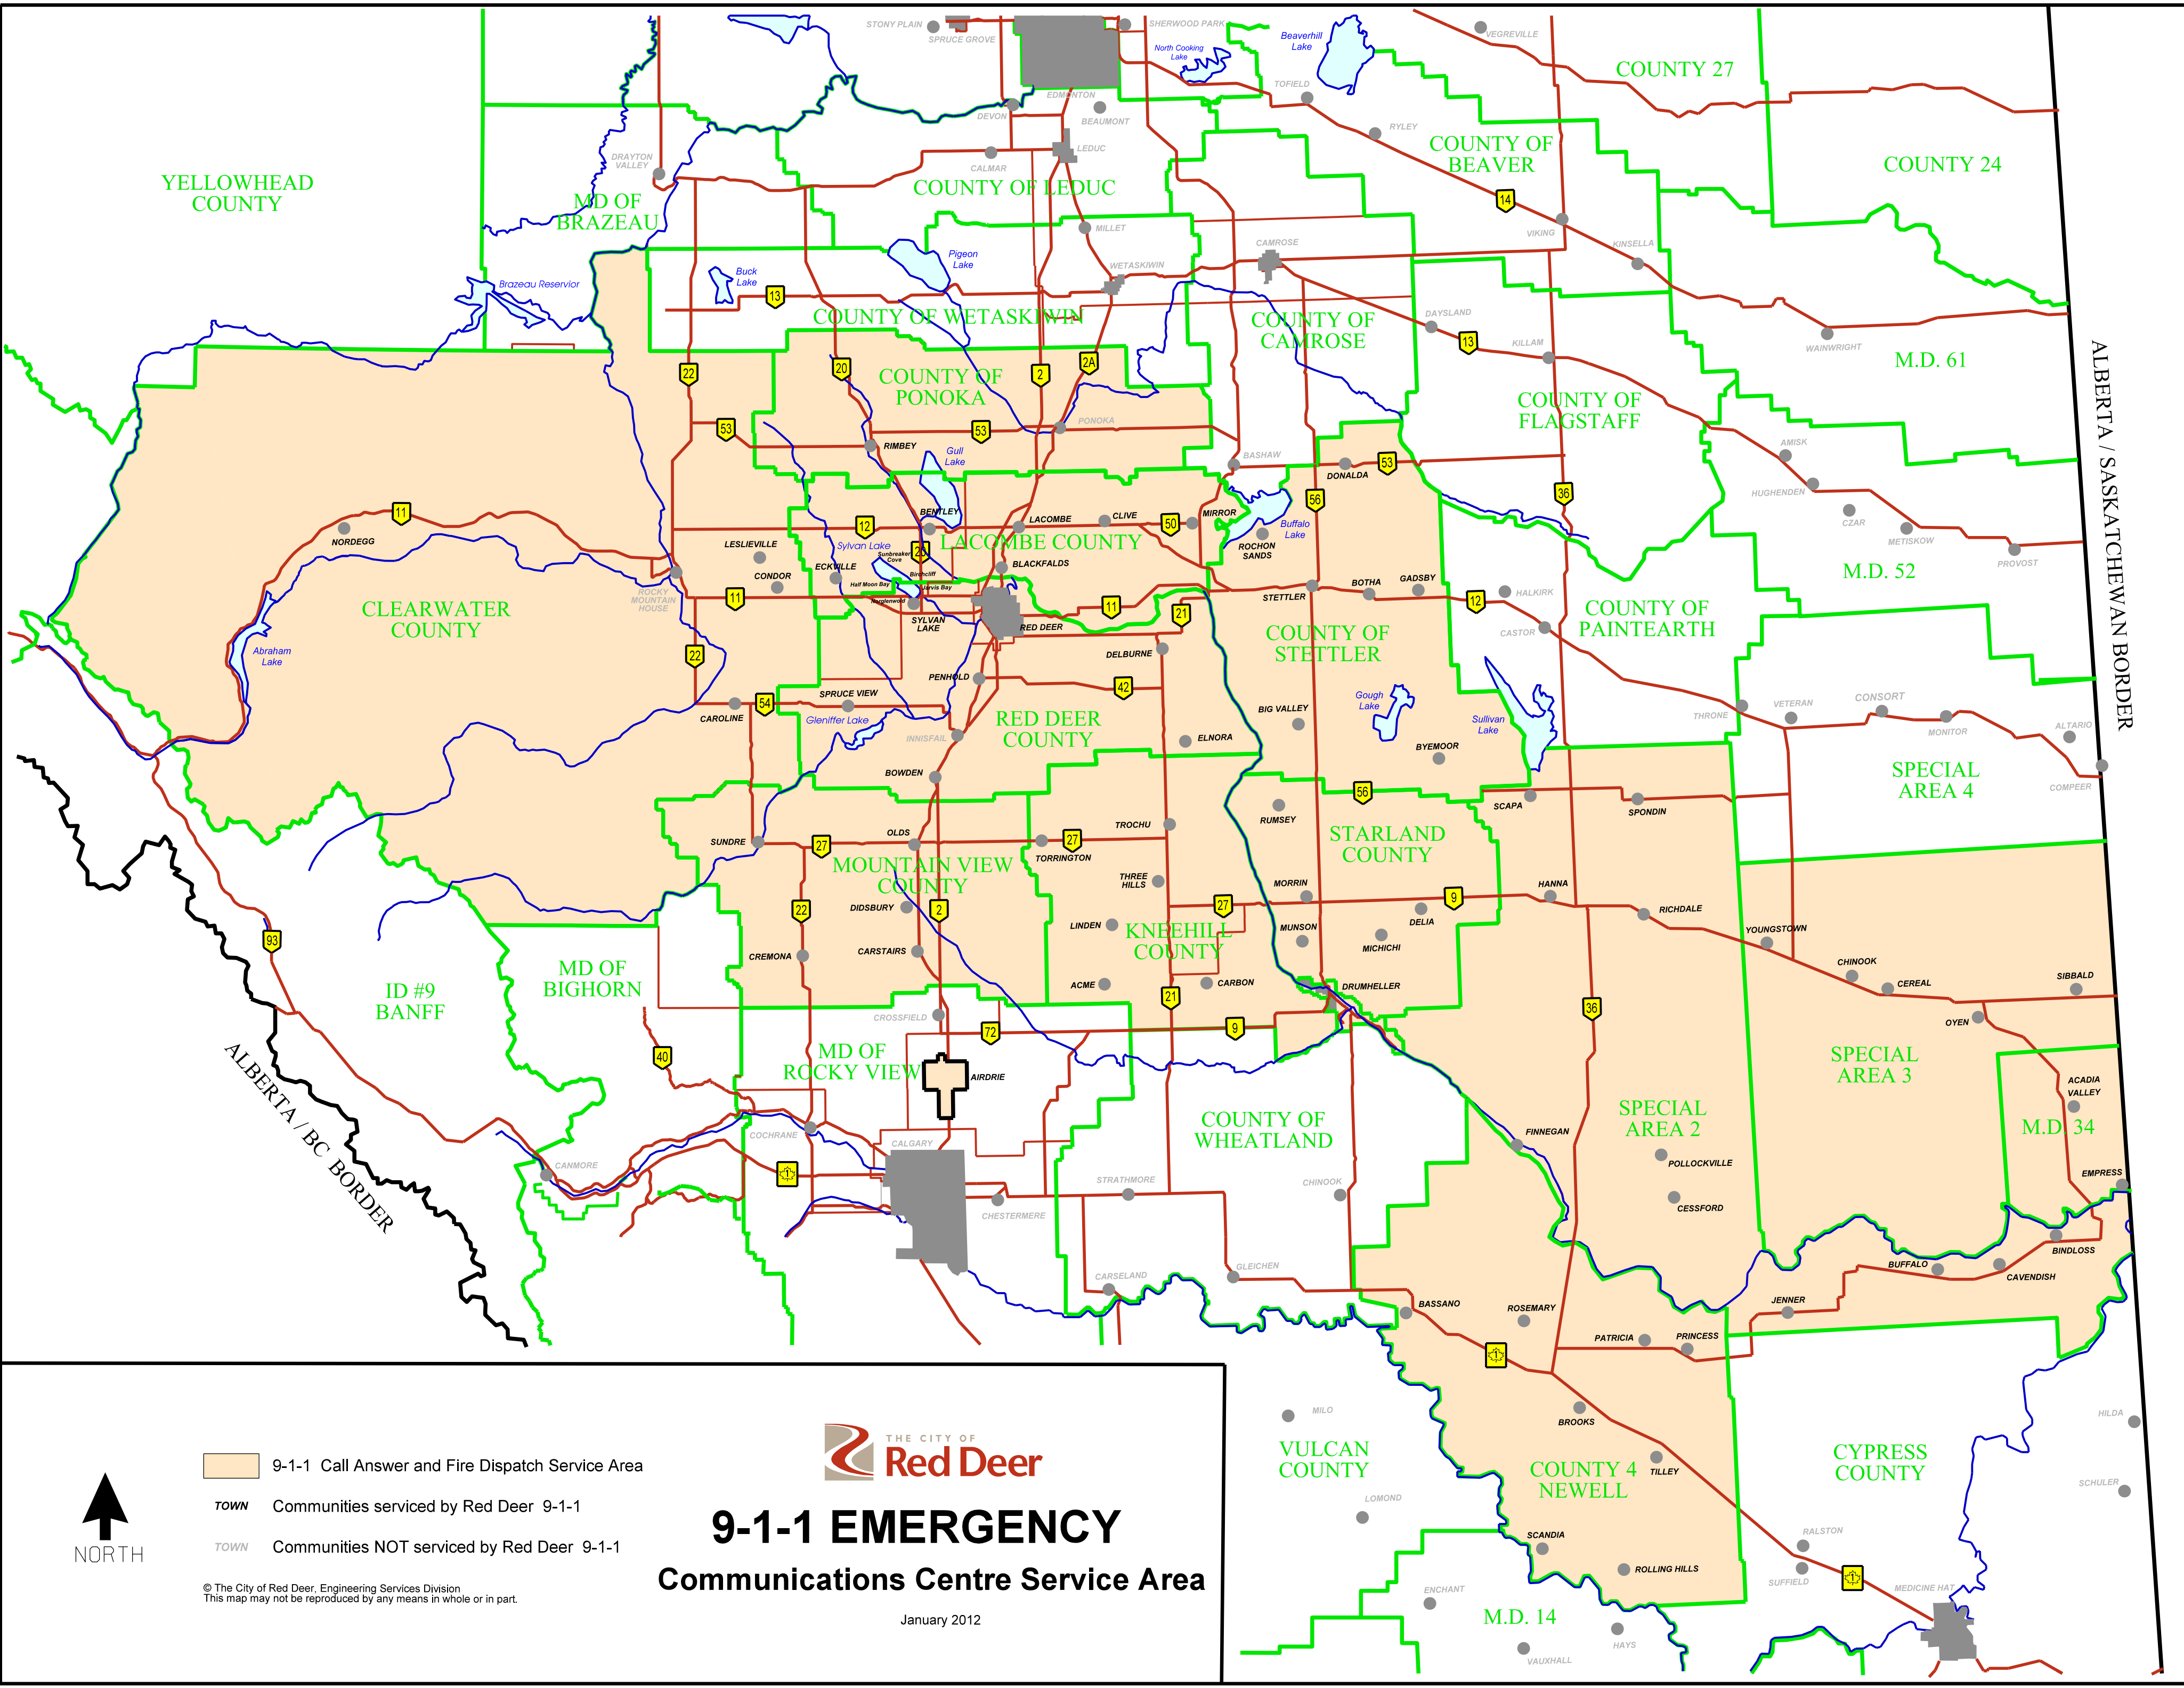 STONY PLAIN
SPRUCE GROVE
SHERWOOD PARK
North Cooking
Lake
Beaverhill
Lake
VEGREVILLE
COUNTY 27
TOFIELD
EDMONTON
DEVON
BEAUMONT
RYLEY
COUNTY OF
BEAVER
COUNTY 24
YELLOWHEAD
COUNTY
DRAYTON
VALLEY
MD OF
BRAZEAU
CALMAR
LEDUC
COUNTY OF LEDUC
14
VIKING
KINSELLA
MILLET
CAMROSE
WETASKIWIN
Pigeon
Lake
Buck
Lake
13
Brazeau Reservior
COUNTY OF WETASKIWIN
COUNTY OF
CAMROSE
DAYSLAND
13
KILLAM
WAINWRIGHT
M.D. 61
22
20
COUNTY OF
PONOKA
2
2A
COUNTY OF
FLAGSTAFF
53
RIMBEY
53
PONOKA
Gull
Lake
BASHAW
DONALDA
53
AMISK
HUGHENDEN
CZAR
METISKOW
PROVOST
ALBERTA / SASKATCHEWAN BORDER
56
36
11
NORDEGG
BENTLEY
12
LACOMBE
CLIVE
50
MIRROR
Buffalo
Lake
ROCHON
SANDS
LESLIEVILLE
Sylvan Lake
Sunbreaker
Cove
20
LACOMBE COUNTY
CONDOR
ECKVILLE
Half Moon Bay
Birchcliff
Jarvis Bay
Norglenwold
BLACKFALDS
ROCKY
MOUNTAIN
HOUSE
11
SYLVAN
LAKE
RED DEER
11
21
STETTLER
BOTHA
GADSBY
12
HALKIRK
CASTOR
M.D. 52
COUNTY OF
PAINTEARTH
CLEARWATER
COUNTY
Abraham
Lake
22
DELBURNE
COUNTY OF
STETTLER
PENHOLD
42
CAROLINE
54
SPRUCE VIEW
Gleniffer Lake
INNISFAIL
RED DEER
COUNTY
BIG VALLEY
Gough
Lake
Sullivan
Lake
THRONE
VETERAN
CONSORT
MONITOR
ALTARIO
COMPEER
ELNORA
BYEMOOR
SPECIAL
AREA 4
BOWDEN
56
SCAPA
SPONDIN
RUMSEY
STARLAND
COUNTY
SUNDRE
27
OLDS
TROCHU
27
TORRINGTON
MOUNTAIN VIEW
COUNTY
THREE
HILLS
MORRIN
9
HANNA
RICHDALE
22
DIDSBURY
2
27
DELIA
LINDEN
KNEEHILL
COUNTY
MUNSON
MICHICHI
YOUNGSTOWN
93
CREMONA
CARSTAIRS
CHINOOK
CEREAL
SIBBALD
MD OF
BIGHORN
ID #9
BANFF
ACME
21
CARBON
DRUMHELLER
36
OYEN
CROSSFIELD
72
9
ALBERTA / BC BORDER
40
MD OF
ROCKY VIEW
AIRDRIE
SPECIAL
AREA 3
ACADIA
VALLEY
M.D. 34
COCHRANE
CALGARY
COUNTY OF
WHEATLAND
FINNEGAN
SPECIAL
AREA 2
POLLOCKVILLE
CESSFORD
EMPRESS
CANMORE
1
CHESTERMERE
STRATHMORE
CHINOOK
CARSELAND
GLEICHEN
BINDLOSS
BUFFALO
CAVENDISH
BASSANO
ROSEMARY
JENNER
PATRICIA
PRINCESS
1
MILO
BROOKS
HILDA
VULCAN
COUNTY
COUNTY 4
NEWELL
TILLEY
CYPRESS
COUNTY
SCHULER
LOMOND
SCANDIA
RALSTON
ROLLING HILLS
SUFFIELD
1
MEDICINE HAT
ENCHANT
M.D. 14
HAYS
VAUXHALL
NORTH
9-1-1 Call Answer and Fire Dispatch Service Area
TOWN Communities serviced by Red Deer 9-1-1
TOWN Communities NOT serviced by Red Deer 9-1-1
© The City of Red Deer, Engineering Services Division
This map may not be reproduced by any means in whole or in part.
THE CITY OF
Red Deer
9-1-1 EMERGENCY
Communications Centre Service Area
January 2012